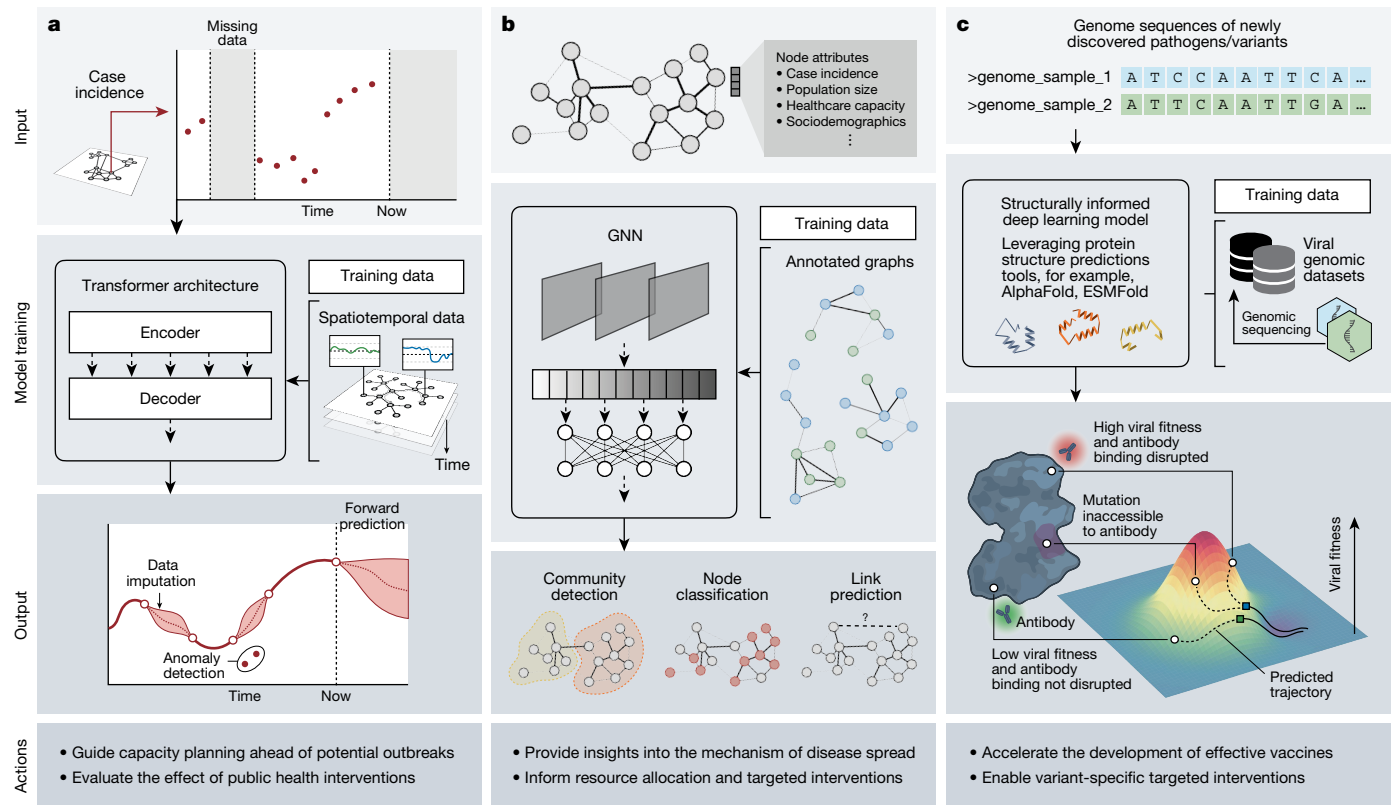 a
Missing
data
Case
incidence
Time
Now
Input
b
Node attributes
• Case incidence
• Population size
• Healthcare capacity
• Sociodemographics
⋮
c
Genome sequences of newly
discovered pathogens/variants
>genome_sample_1 A T C C A A T T C A ...
>genome_sample_2 A T T C A A T T G A ...
Model training
Transformer architecture
Encoder
Decoder
Training data
Spatiotemporal data
Time
GNN
Training data
Annotated graphs
Structurally informed
deep learning model
Leveraging protein
structure predictions
tools, for example,
AlphaFold, ESMFold
Training data
Viral
genomic
datasets
Genomic
sequencing
Output
Forward
prediction
Data
imputation
Anomaly
detection
Time
Now
Community
detection
Node
classification
Link
prediction
?
High viral fitness
and antibody
binding disrupted
Mutation
inaccessible
to antibody
Antibody
Low viral fitness
and antibody
binding not disrupted
Predicted
trajectory
Viral fitness
Actions
• Guide capacity planning ahead of potential outbreaks
• Evaluate the effect of public health interventions
• Provide insights into the mechanism of disease spread
• Inform resource allocation and targeted interventions
• Accelerate the development of effective vaccines
• Enable variant-specific targeted interventions